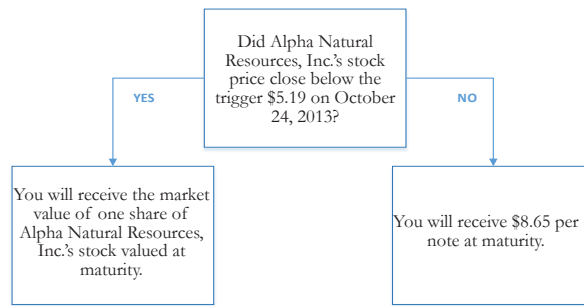 Did Alpha Natural
Resources, Inc.'s stock
price close below the
trigger $5.19 on October
24, 2013?
YES
NO
You will receive the market
value of one share of
Alpha Natural Resources,
Inc.'s stock valued at
maturity.
You will receive $8.65 per
note at maturity.